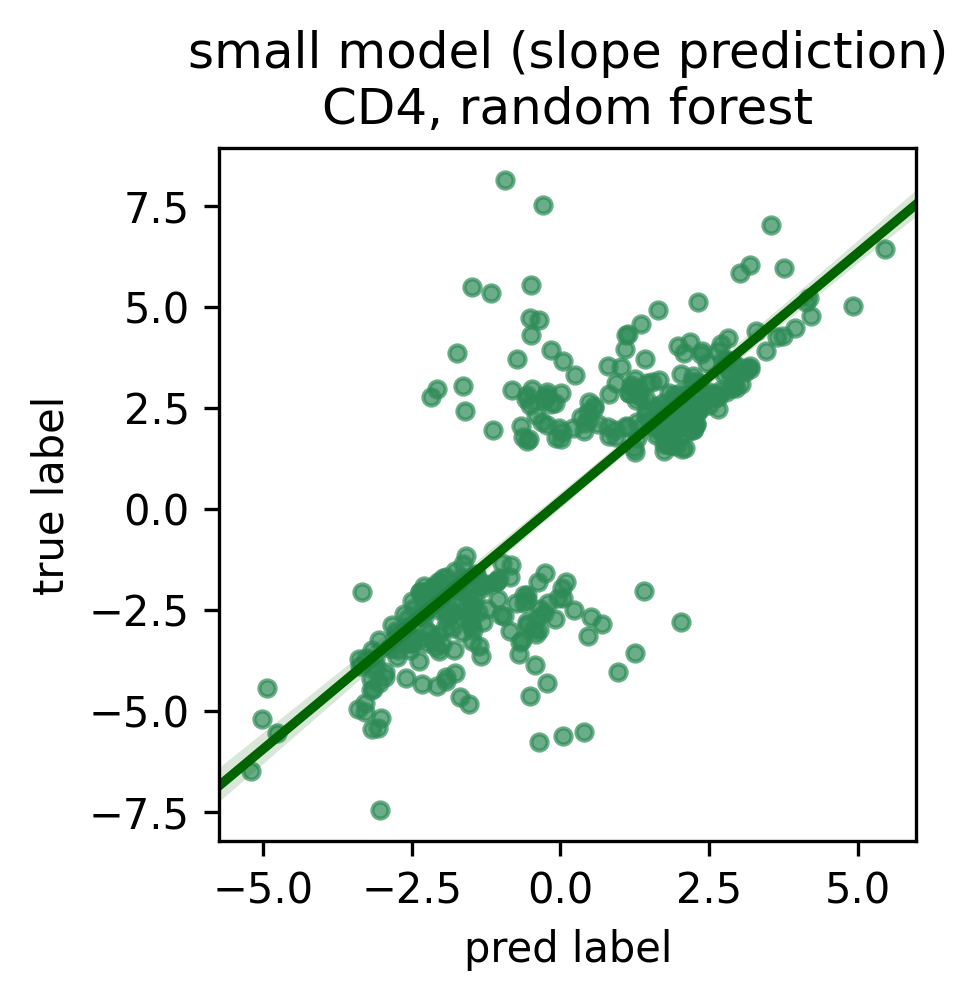 small model (slope prediction)
CD4, random forest
7.5
5.0
2.5
0.0
−2.5
−5.0
−7.5
true label
−5.0 −2.5 0.0 2.5 5.0
pred label